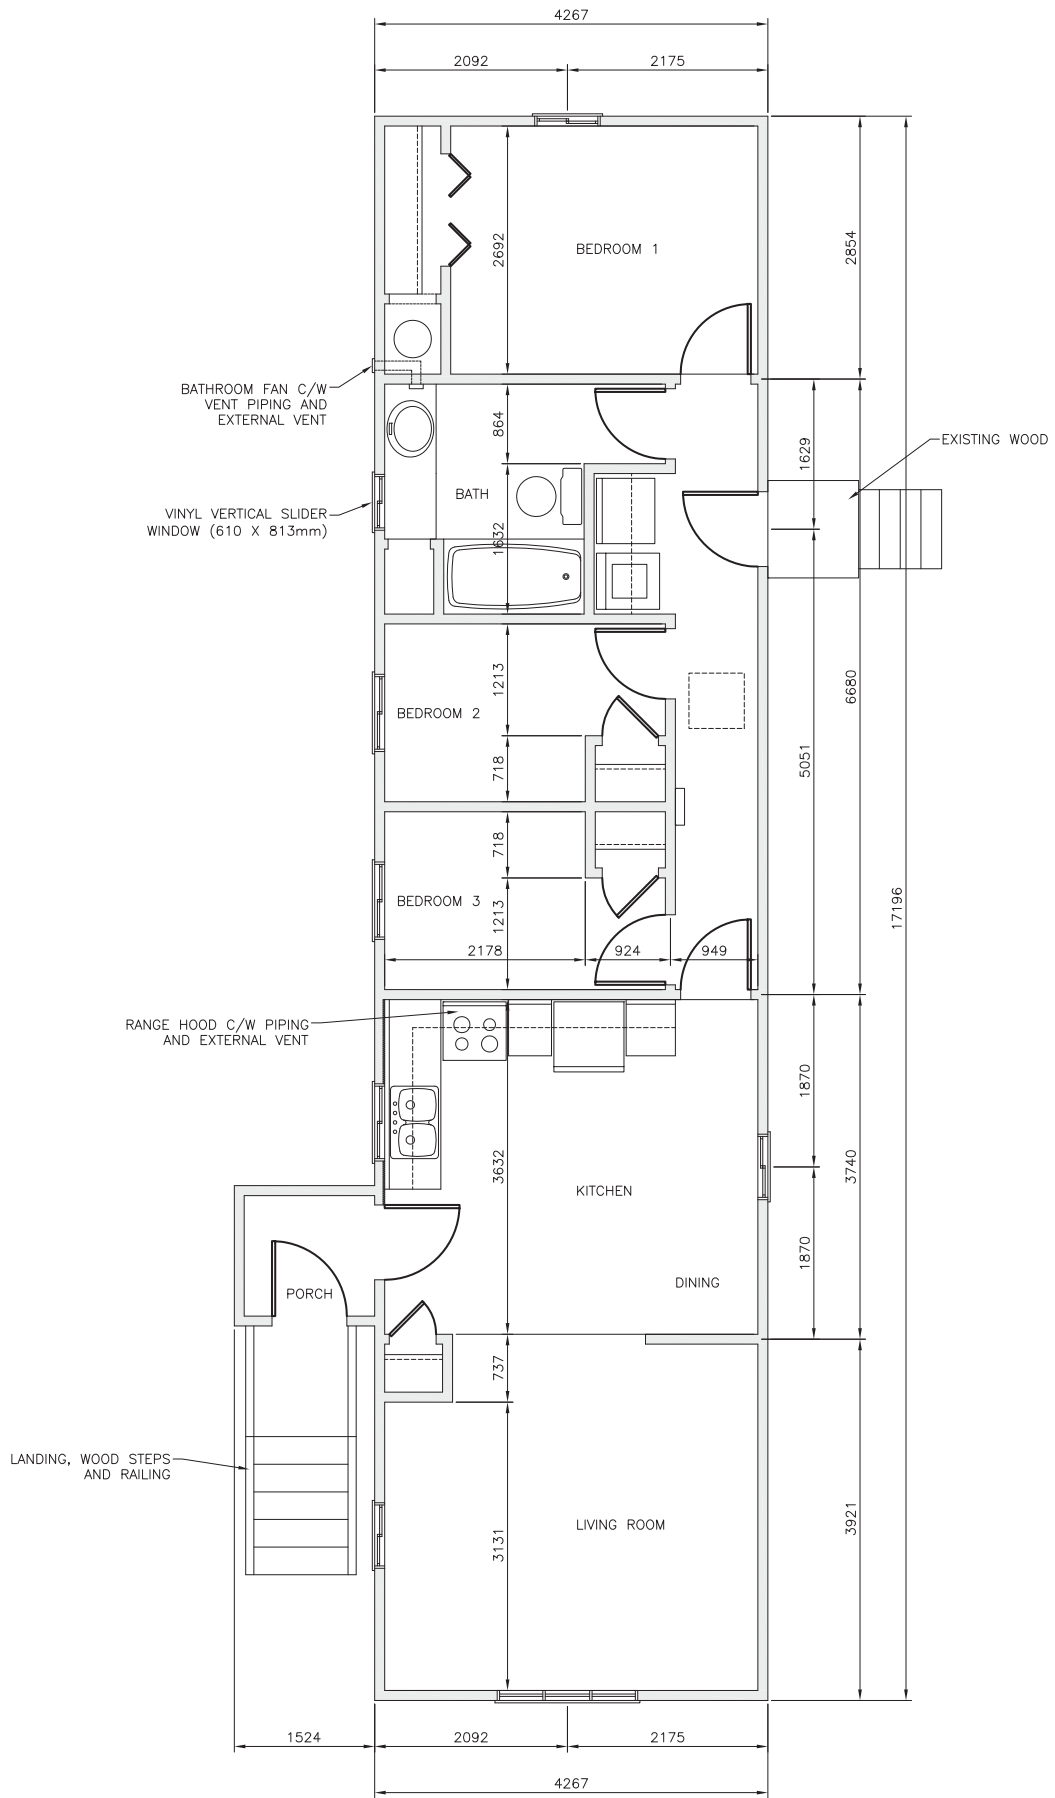 4267
2092
2175
2692
BEDROOM 1
2854
BATHROOM FAN C/W
VENT PIPING AND
EXTERNAL VENT
864
1629
EXISTING WOOD
BATH
VINYL VERTICAL SLIDER
WINDOW (610 X 813mm)
1632
1213
BEDROOM 2
6680
718
5051
718
BEDROOM 3
1213
17196
2178
924
949
RANGE HOOD C/W PIPING
AND EXTERNAL VENT
1870
3632
3740
KITCHEN
1870
DINING
PORCH
737
LANDING, WOOD STEPS
AND RAILING
LIVING ROOM
3131
3921
1524
2092
2175
4267